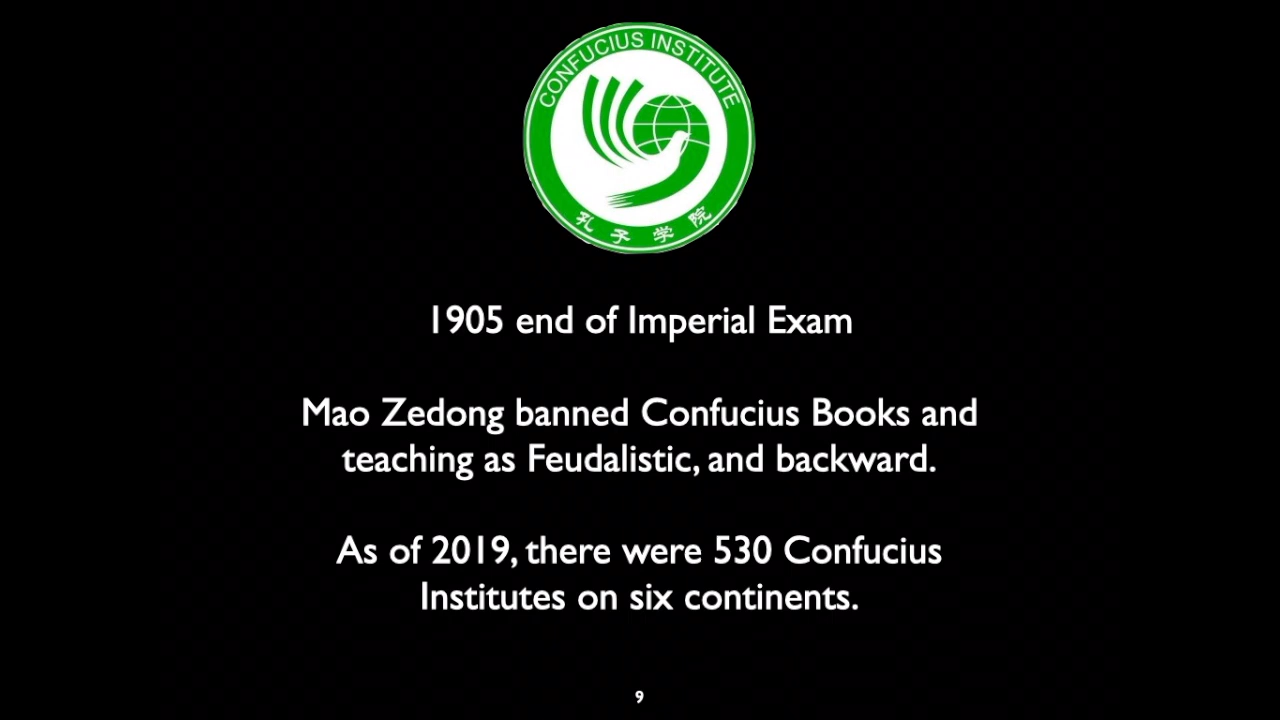 CONFUCIUS INSTITUTE
孔子学院
1905 end of Imperial Exam
Mao Zedong banned Confucius Books and
teaching as Feudalistic, and backward.
As of 2019, there were 530 Confucius
Institutes on six continents.
9